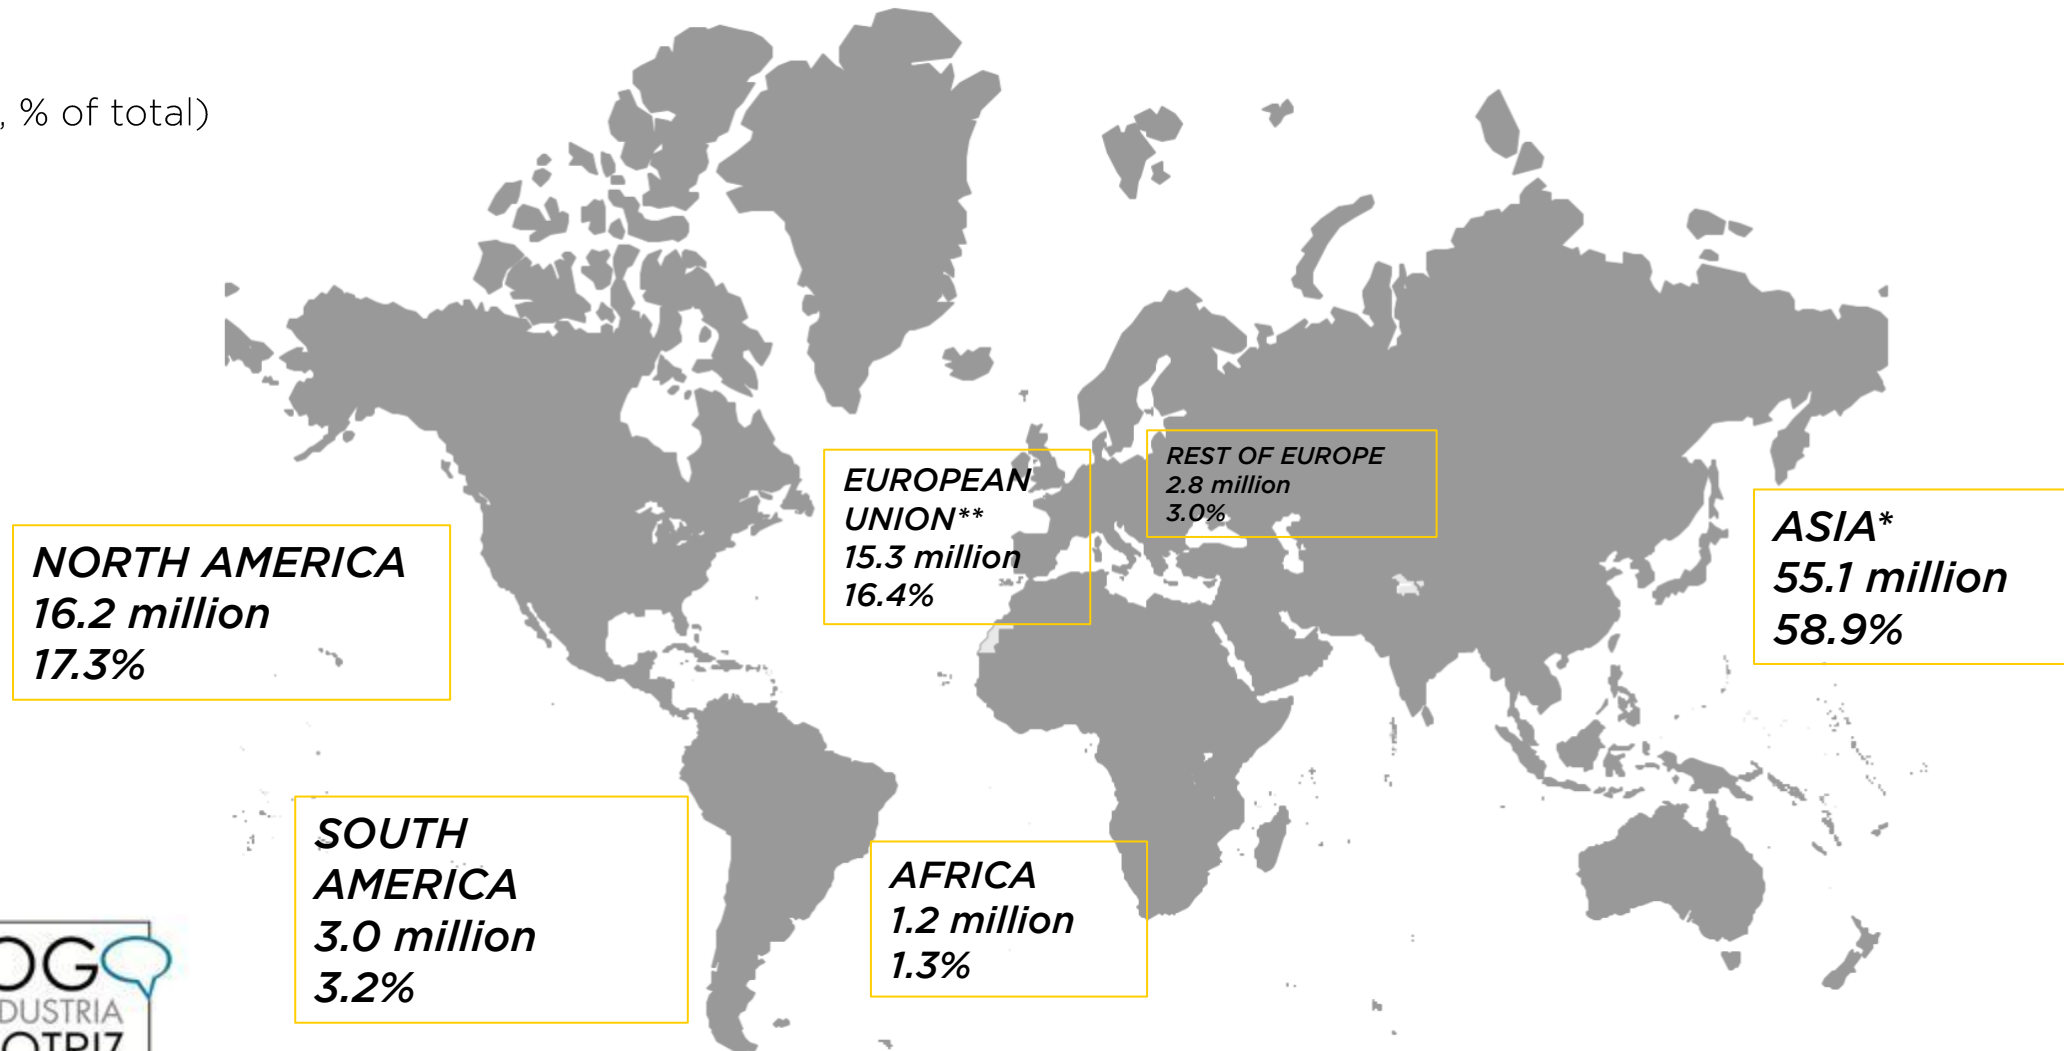 , % of total)
NORTH AMERICA
16.2 million
17.3%
EUROPEAN
UNION**
15.3 million
16.4%
REST OF EUROPE
2.8 million
3.0%
ASIA*
55.1 million
58.9%
SOUTH
AMERICA
3.0 million
3.2%
AFRICA
1.2 million
1.3%
OG
DUSTRIA
OTRIZ